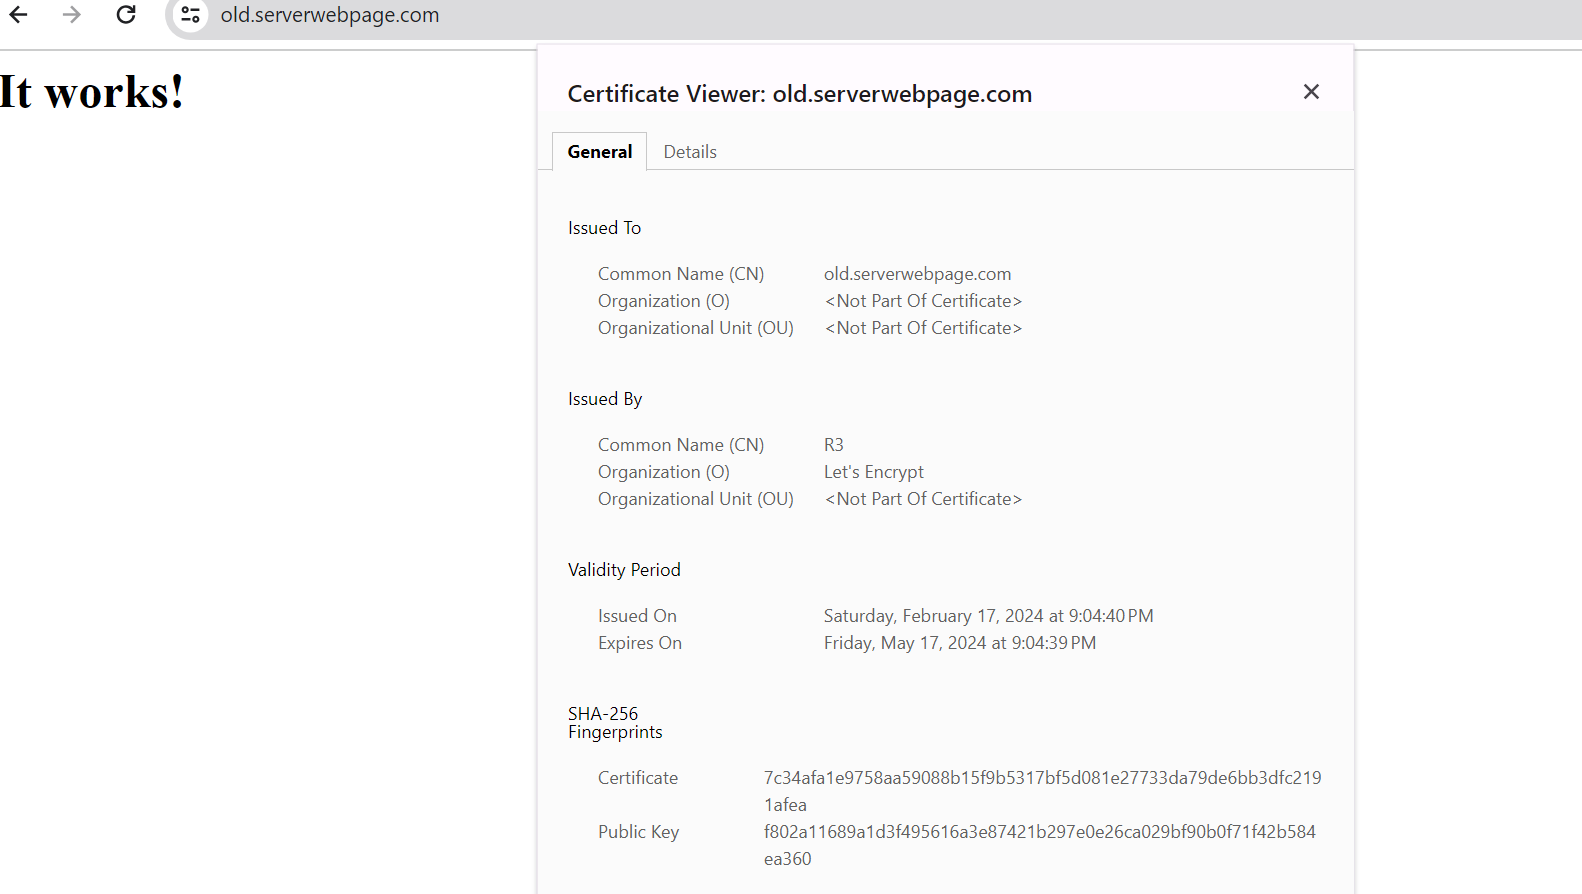 old.serverwebpage.com
It works!
Certificate Viewer: old.serverwebpage.com
General Details
Issued To
Common Name (CN) old.serverwebpage.com
Organization (O) <Not Part Of Certificate>
Organizational Unit (OU) <Not Part Of Certificate>
Issued By
Common Name (CN) R3
Organization (O) Let's Encrypt
Organizational Unit (OU) <Not Part Of Certificate>
Validity Period
Issued On Saturday, February 17, 2024 at 9:04:40 PM
Expires On Friday, May 17, 2024 at 9:04:39 PM
SHA-256
Fingerprints
Certificate 7c34afa1e9758aa59088b15f9b5317bf5d081e27733da79de6bb3dfc219
1afea
Public Key f802a11689a1d3f495616a3e87421b297e0e26ca029bf90b0f71f42b584
ea360